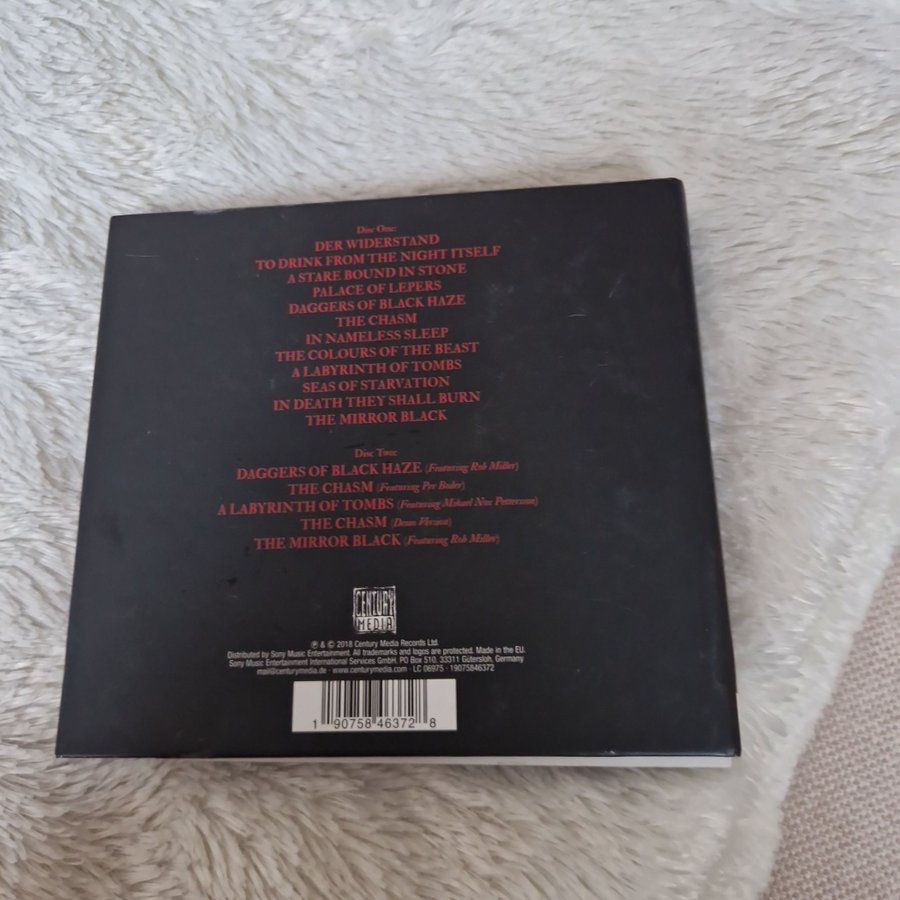 Disc One:
DER WIDERSTAND
TO DRINK FROM THE NIGHT ITSELF
A STARE BOUND IN STONE
PALACE OF LEPERS
DAGGERS OF BLACK HAZE
THE CHASM
IN NAMELESS SLEEP
THE COLOURS OF THE BEAST
A LABYRINTH OF TOMBS
SEAS OF STARVATION
IN DEATH THEY SHALL BURN
THE MIRROR BLACK
Disc Two:
DAGGERS OF BLACK HAZE (Featuring Rob Miller)
THE CHASM (Featuring Per Boder)
A LABYRINTH OF TOMBS (Featuring Mikael Nox Pettersson)
THE CHASM (Demo Version)
THE MIRROR BLACK (Featuring Rob Miller)
CENTURY
MEDIA
℗ & © 2018 Century Media Records Ltd.
Distributed by Sony Music Entertainment. All trademarks and logos are protected. Made in the EU.
Sony Music Entertainment International Services GmbH. PO Box 510, 33311 Gütersloh, Germany
mail@centurymedia.de · www.centurymedia.com · LC 06975 · 19075846372
1 90758 46372 8